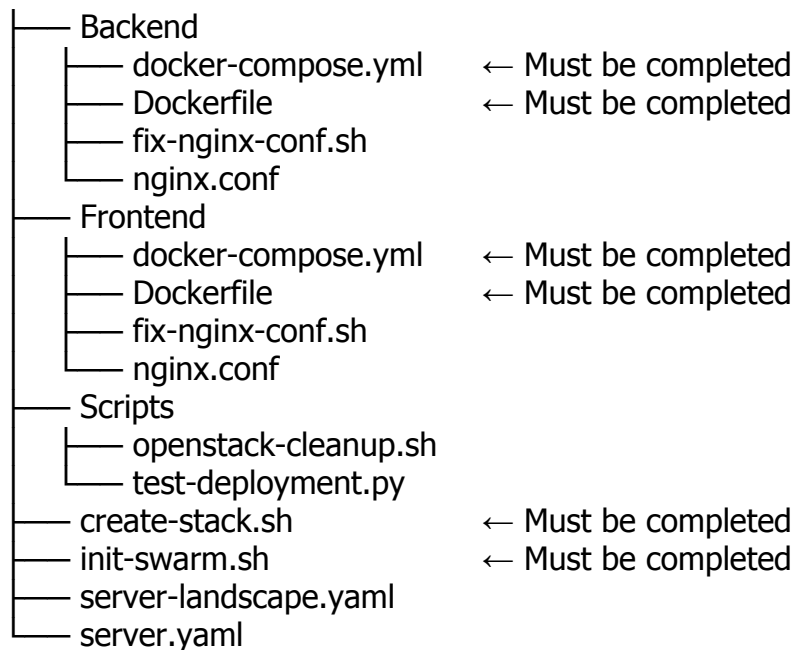 ├── Backend
│   ├── docker-compose.yml ← Must be completed
│   ├── Dockerfile ← Must be completed
│   ├── fix-nginx-conf.sh
│   └── nginx.conf
├── Frontend
│   ├── docker-compose.yml ← Must be completed
│   ├── Dockerfile ← Must be completed
│   ├── fix-nginx-conf.sh
│   └── nginx.conf
├── Scripts
│   ├── openstack-cleanup.sh
│   └── test-deployment.py
├── create-stack.sh ← Must be completed
├── init-swarm.sh ← Must be completed
├── server-landscape.yaml
└── server.yaml